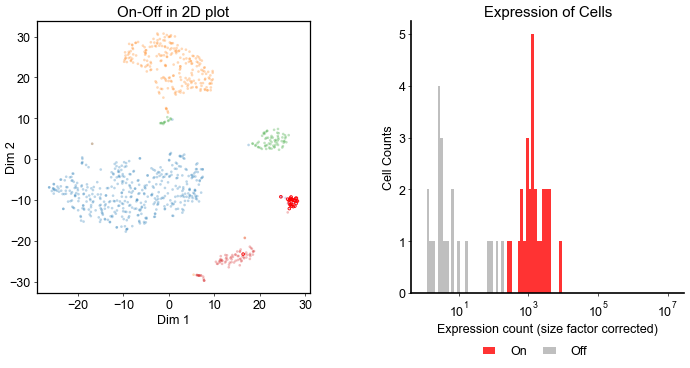 On-Off in 2D plot
30
20
10
0
−10
−20
−30
Dim 2
−20 −10 0 10 20 30
Dim 1
Expression of Cells
5
4
3
2
1
0
Cell Counts
10^1 10^3 10^5 10^7
Expression count (size factor corrected)
On Off